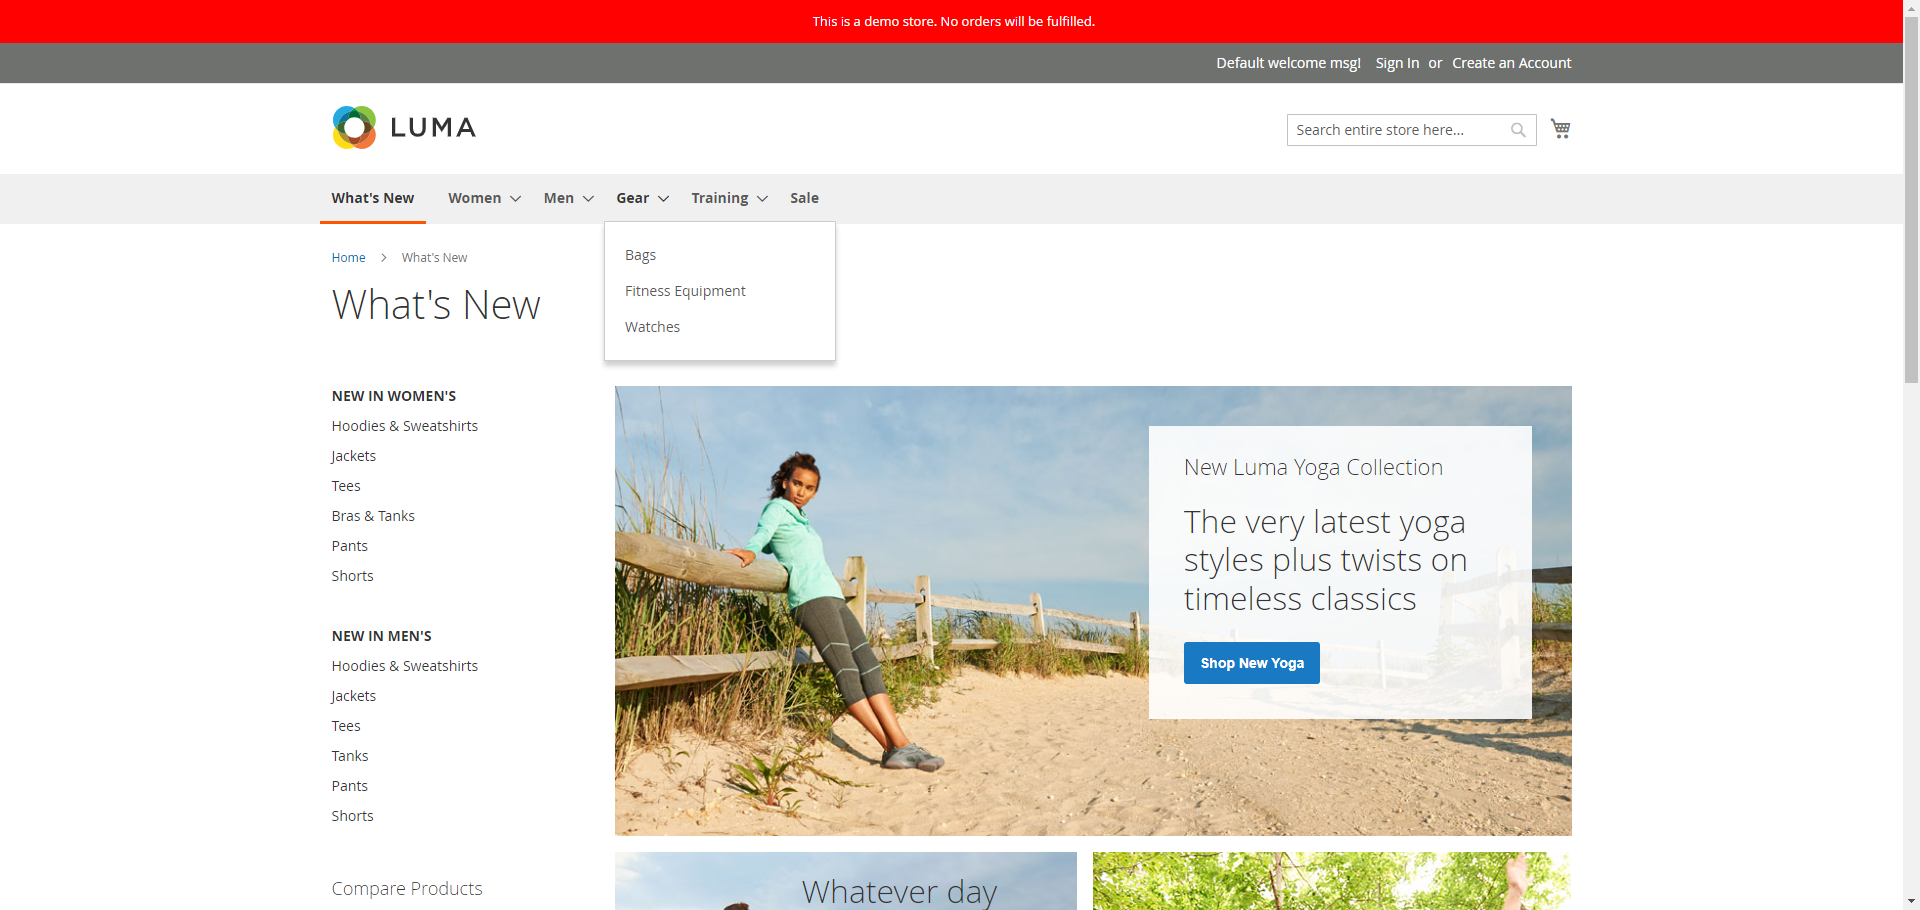 This is a demo store. No orders will be fulfilled.
Default welcome msg! Sign In or Create an Account
LUMA
Search entire store here...
What's New Women Men Gear Training Sale
Bags
Fitness Equipment
Watches
Home What's New
What's New
NEW IN WOMEN'S
Hoodies & Sweatshirts
Jackets
Tees
Bras & Tanks
Pants
Shorts
NEW IN MEN'S
Hoodies & Sweatshirts
Jackets
Tees
Tanks
Pants
Shorts
Compare Products
New Luma Yoga Collection
The very latest yoga
styles plus twists on
timeless classics
Shop New Yoga
Whatever day